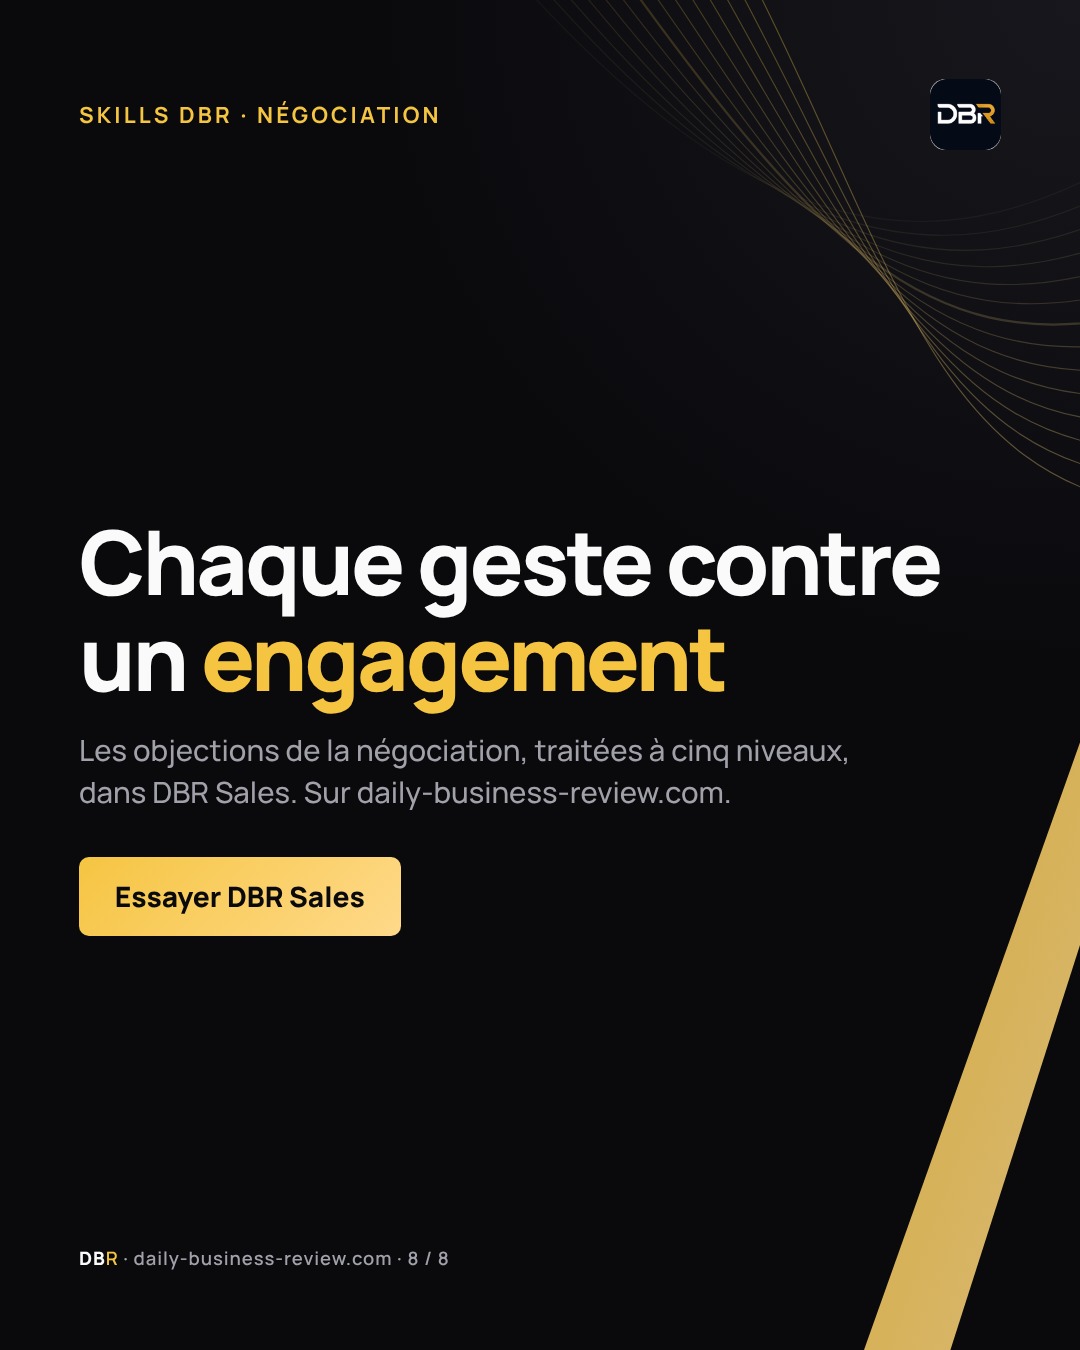 SKILLS DBR · NÉGOCIATION
DBR
Chaque geste contre
un engagement
Les objections de la négociation, traitées à cinq niveaux,
dans DBR Sales. Sur daily-business-review.com.
Essayer DBR Sales
DBR · daily-business-review.com · 8 / 8